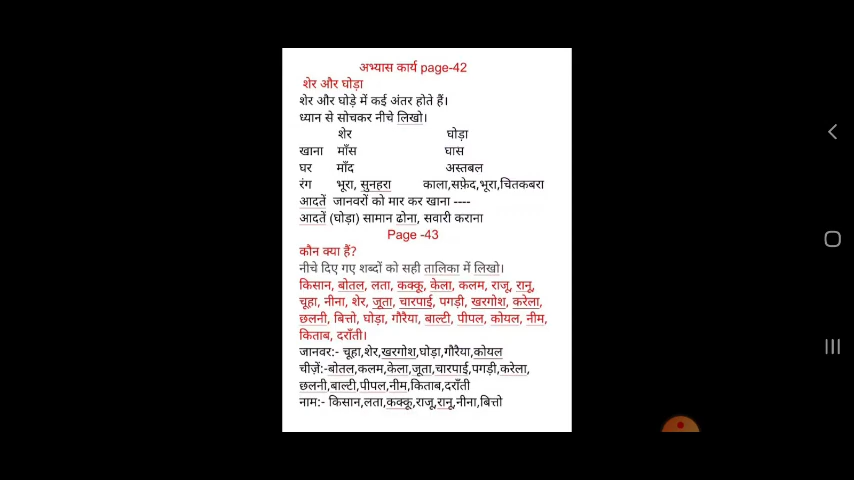 अभ्यास कार्य page-42
शेर और घोड़ा
शेर और घोड़े में कई अंतर होते हैं।
ध्यान से सोचकर नीचे लिखो।
शेर घोड़ा
खाना माँस घास
घर माँद अस्तबल
रंग भूरा, सुनहरा काला,सफ़ेद,भूरा,चितकबरा
आदतें जानवरों को मार कर खाना ----
आदतें (घोड़ा) सामान ढोना, सवारी कराना
Page -43
कौन क्या हैं?
नीचे दिए गए शब्दों को सही तालिका में लिखो।
किसान, बोतल, लता, कक्कू, केला, कलम, राजू, रानू,
चूहा, नीना, शेर, जूता, चारपाई, पगड़ी, खरगोश, करेला,
छलनी, बित्तो, घोड़ा, गौरैया, बाल्टी, पीपल, कोयल, नीम,
किताब, दराँती।
जानवर:- चूहा,शेर,खरगोश,घोड़ा,गौरैया,कोयल
चीज़ें:-बोतल,कलम,केला,जूता,चारपाई,पगड़ी,करेला,
छलनी,बाल्टी,पीपल,नीम,किताब,दराँती
नाम:- किसान,लता,कक्कू,राजू,रानू,नीना,बित्तो